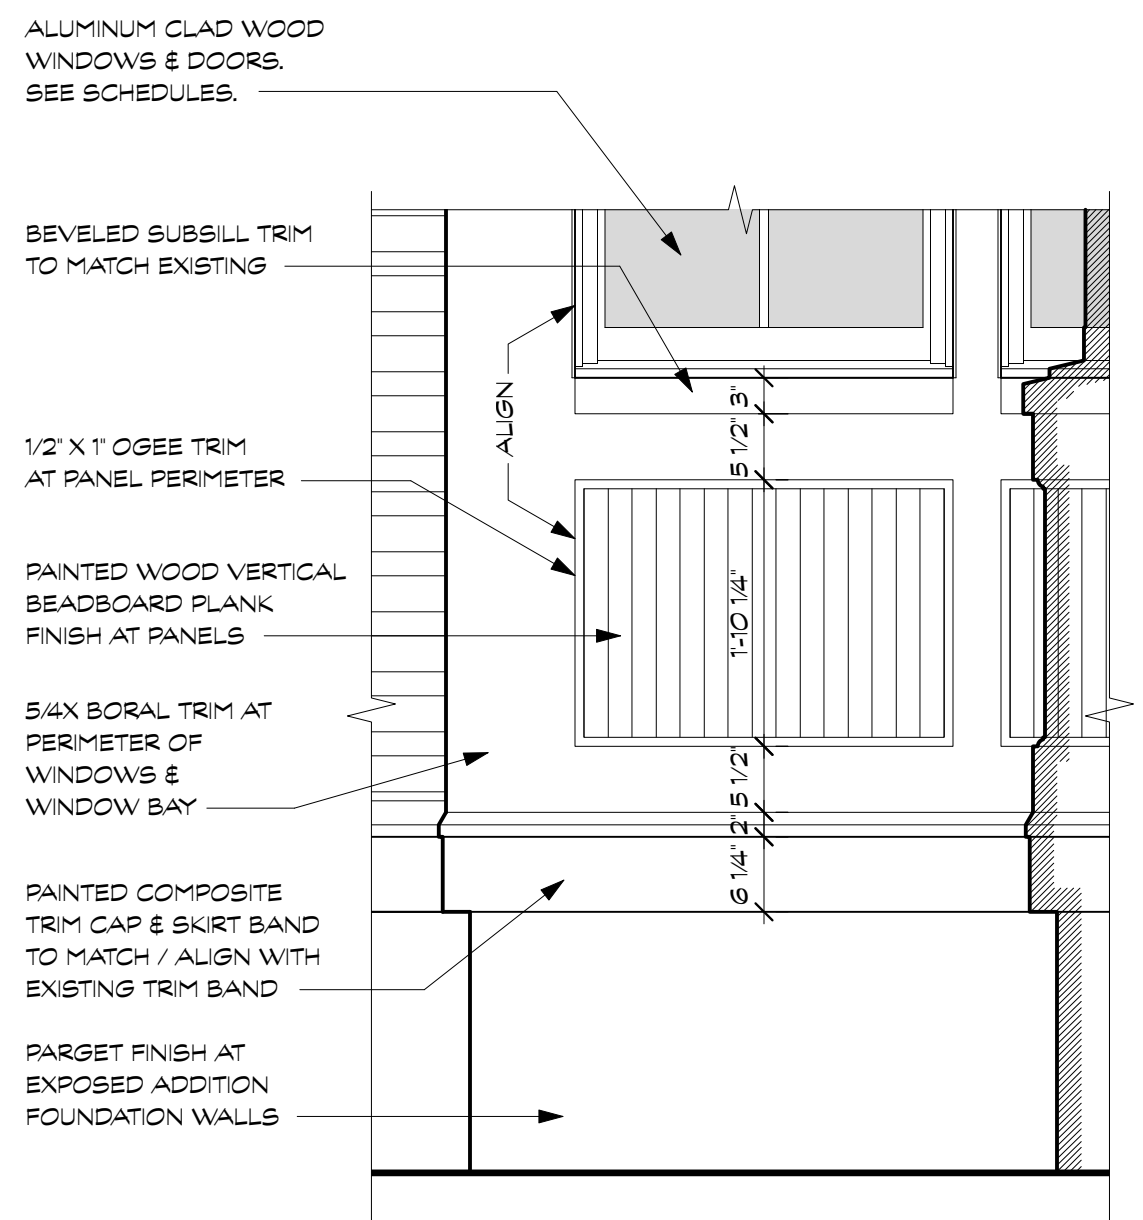 ALUMINUM CLAD WOOD
WINDOWS & DOORS.
SEE SCHEDULES.
BEVELED SUBSILL TRIM
TO MATCH EXISTING
ALIGN
3"
5 1/2"
1/2" X 1" OGEE TRIM
AT PANEL PERIMETER
PAINTED WOOD VERTICAL
BEADBOARD PLANK
FINISH AT PANELS
1'-10 1/4"
5/4X BORAL TRIM AT
PERIMETER OF
WINDOWS &
WINDOW BAY
5 1/2"
2"
6 1/4"
PAINTED COMPOSITE
TRIM CAP & SKIRT BAND
TO MATCH / ALIGN WITH
EXISTING TRIM BAND
PARGET FINISH AT
EXPOSED ADDITION
FOUNDATION WALLS